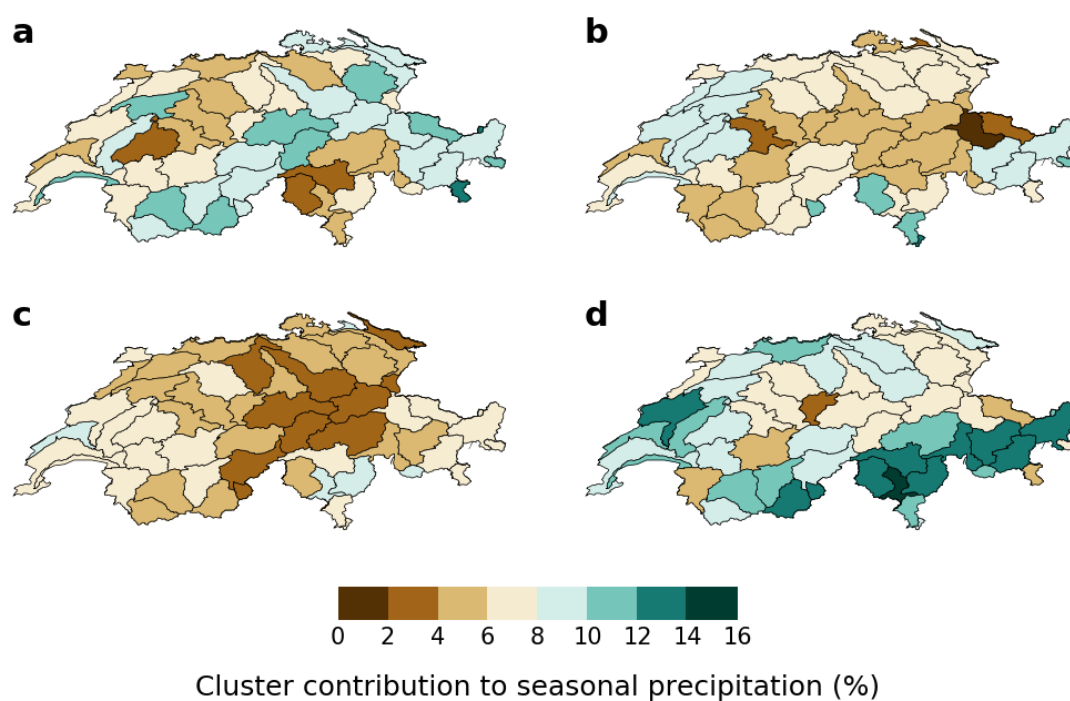 a
b
c
d
0 2 4 6 8 10 12 14 16
Cluster contribution to seasonal precipitation (%)